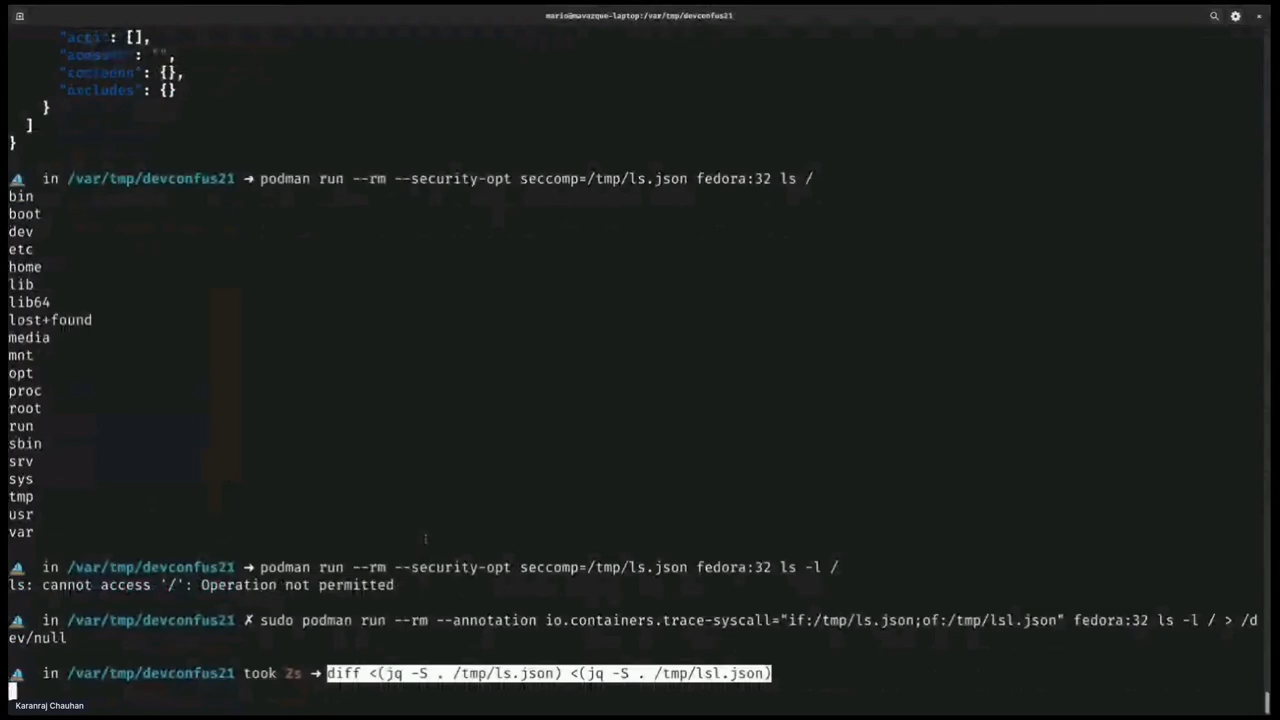 mario@mavazque-laptop:/var/tmp/devconfus21
[],
: "",
: {},
"includes": {}
}
]
}
in /var/tmp/devconfus21 ➜ podman run --rm --security-opt seccomp=/tmp/ls.json fedora:32 ls /
bin
boot
dev
etc
home
lib
lib64
lost+found
media
mnt
opt
proc
root
run
sbin
srv
sys
tmp
usr
var
in /var/tmp/devconfus21 ➜ podman run --rm --security-opt seccomp=/tmp/ls.json fedora:32 ls -l /
ls: cannot access '/': Operation not permitted
in /var/tmp/devconfus21 ✗ sudo podman run --rm --annotation io.containers.trace-syscall="if:/tmp/ls.json;of:/tmp/lsl.json" fedora:32 ls -l / > /d
ev/null
in /var/tmp/devconfus21 took 2s ➜ diff <(jq -S . /tmp/ls.json) <(jq -S . /tmp/lsl.json)
Karanraj Chauhan